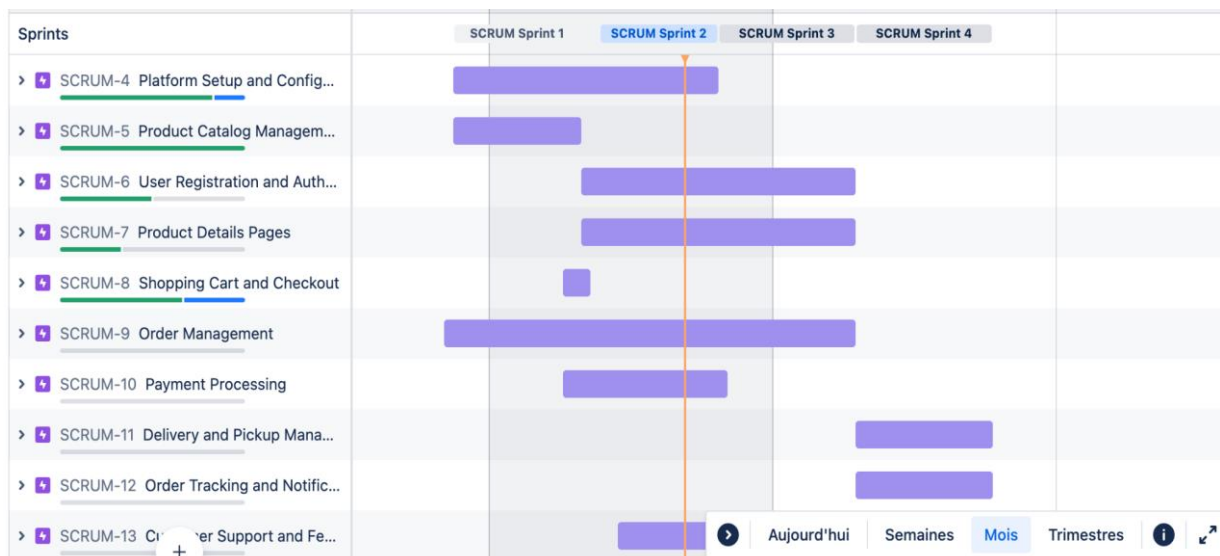 Sprints
SCRUM Sprint 1 SCRUM Sprint 2 SCRUM Sprint 3 SCRUM Sprint 4
SCRUM-4 Platform Setup and Config...
SCRUM-5 Product Catalog Managem...
SCRUM-6 User Registration and Auth...
SCRUM-7 Product Details Pages
SCRUM-8 Shopping Cart and Checkout
SCRUM-9 Order Management
SCRUM-10 Payment Processing
SCRUM-11 Delivery and Pickup Mana...
SCRUM-12 Order Tracking and Notific...
SCRUM-13 Support and Fe...
Aujourd'hui Semaines Mois Trimestres